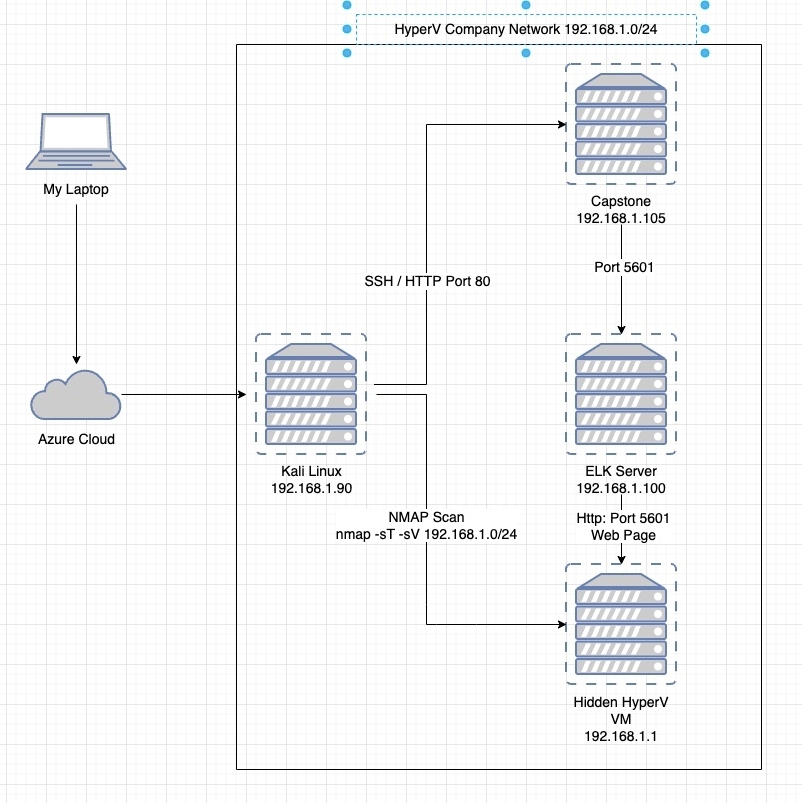 HyperV Company Network 192.168.1.0/24
My Laptop
Capstone
192.168.1.105
Port 5601
SSH / HTTP Port 80
Azure Cloud
Kali Linux
192.168.1.90
ELK Server
192.168.1.100
NMAP Scan
nmap -sT -sV 192.168.1.0/24
Http: Port 5601
Web Page
Hidden HyperV
VM
192.168.1.1